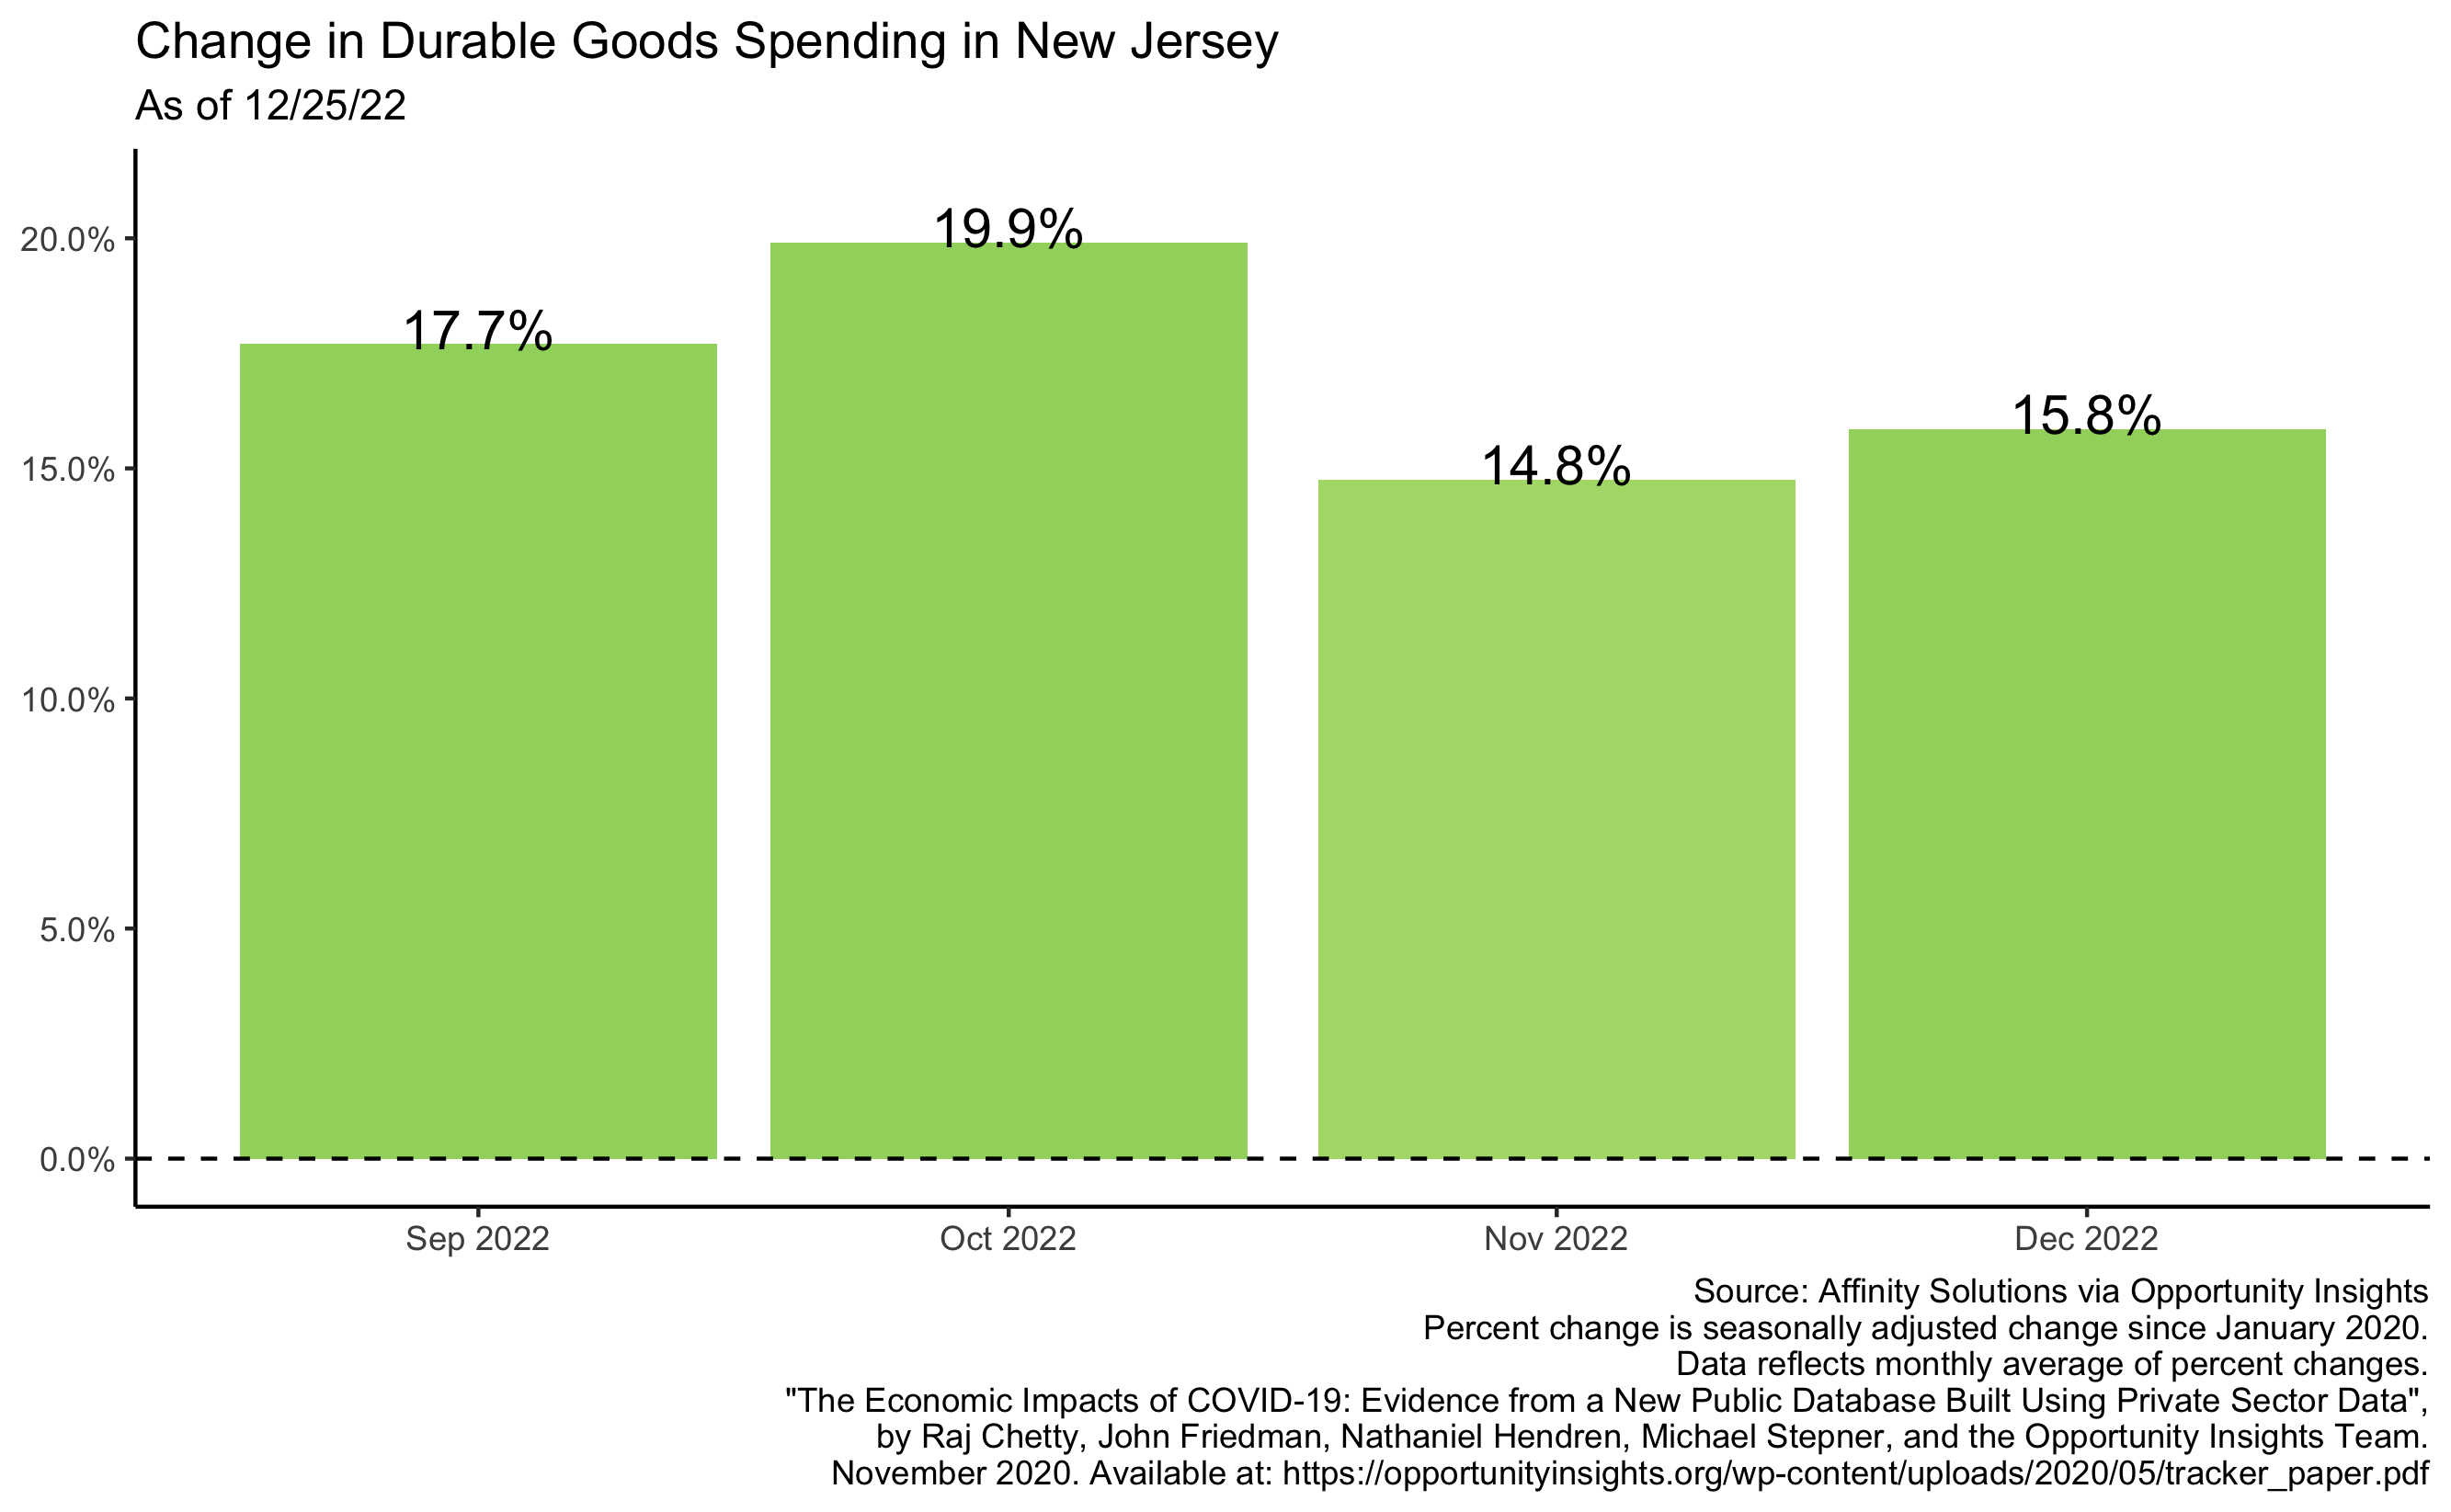 Change in Durable Goods Spending in New Jersey
As of 12/25/22
20.0%
15.0%
10.0%
5.0%
0.0%
17.7%
19.9%
14.8%
15.8%
Sep 2022
Oct 2022
Nov 2022
Dec 2022
Source: Affinity Solutions via Opportunity Insights
Percent change is seasonally adjusted change since January 2020.
Data reflects monthly average of percent changes.
"The Economic Impacts of COVID-19: Evidence from a New Public Database Built Using Private Sector Data",
by Raj Chetty, John Friedman, Nathaniel Hendren, Michael Stepner, and the Opportunity Insights Team.
November 2020. Available at: https://opportunityinsights.org/wp-content/uploads/2020/05/tracker_paper.pdf